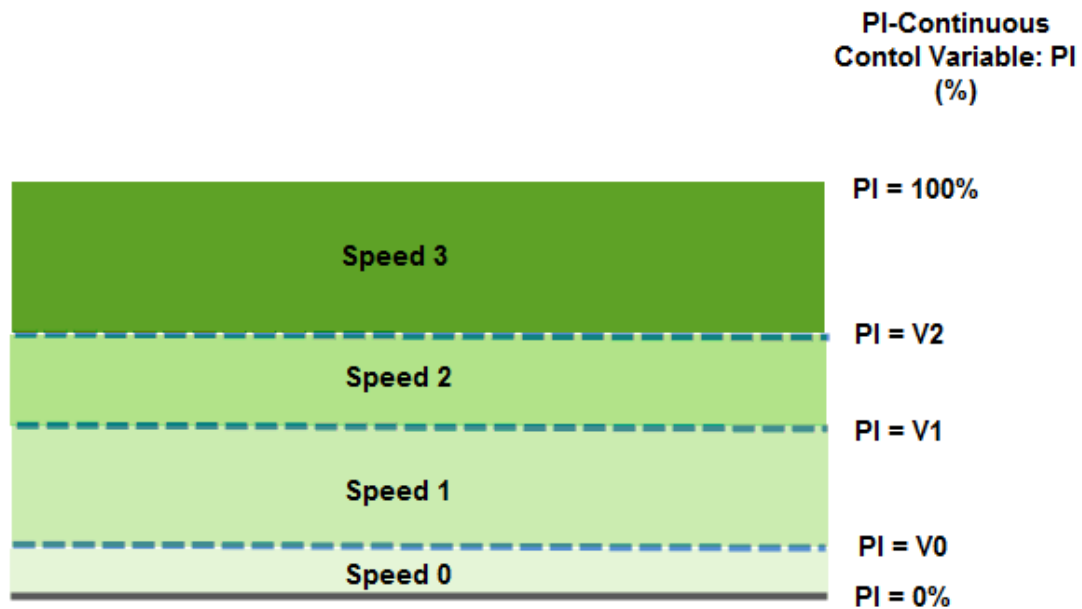 PI-Continuous
Contol Variable: PI
(%)
PI = 100%
Speed 3
PI = V2
Speed 2
PI = V1
Speed 1
PI = V0
Speed 0
PI = 0%